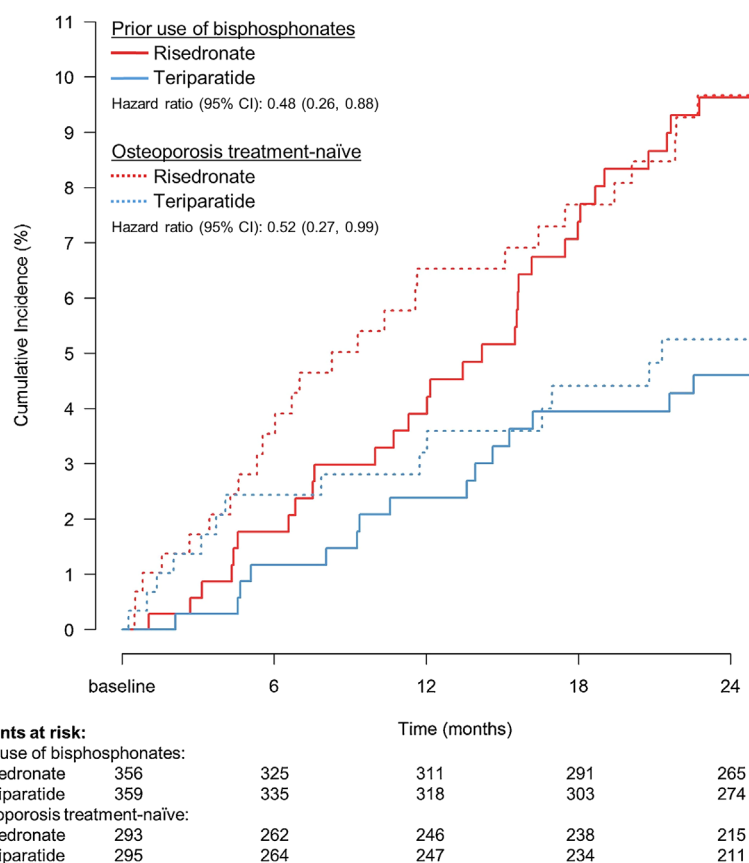 11
10
9
8
7
6
5
4
3
2
1
0
Cumulative Incidence (%)
Prior use of bisphosphonates
Risedronate
Teriparatide
Hazard ratio (95% CI): 0.48 (0.26, 0.88)
Osteoporosis treatment-naïve
Risedronate
Teriparatide
Hazard ratio (95% CI): 0.52 (0.27, 0.99)
baseline 6 12 18 24
Time (months)
nts at risk:
use of bisphosphonates:
edronate 356 325 311 291 265
iparatide 359 335 318 303 274
oporosis treatment-naïve:
edronate 293 262 246 238 215
iparatide 295 264 247 234 211